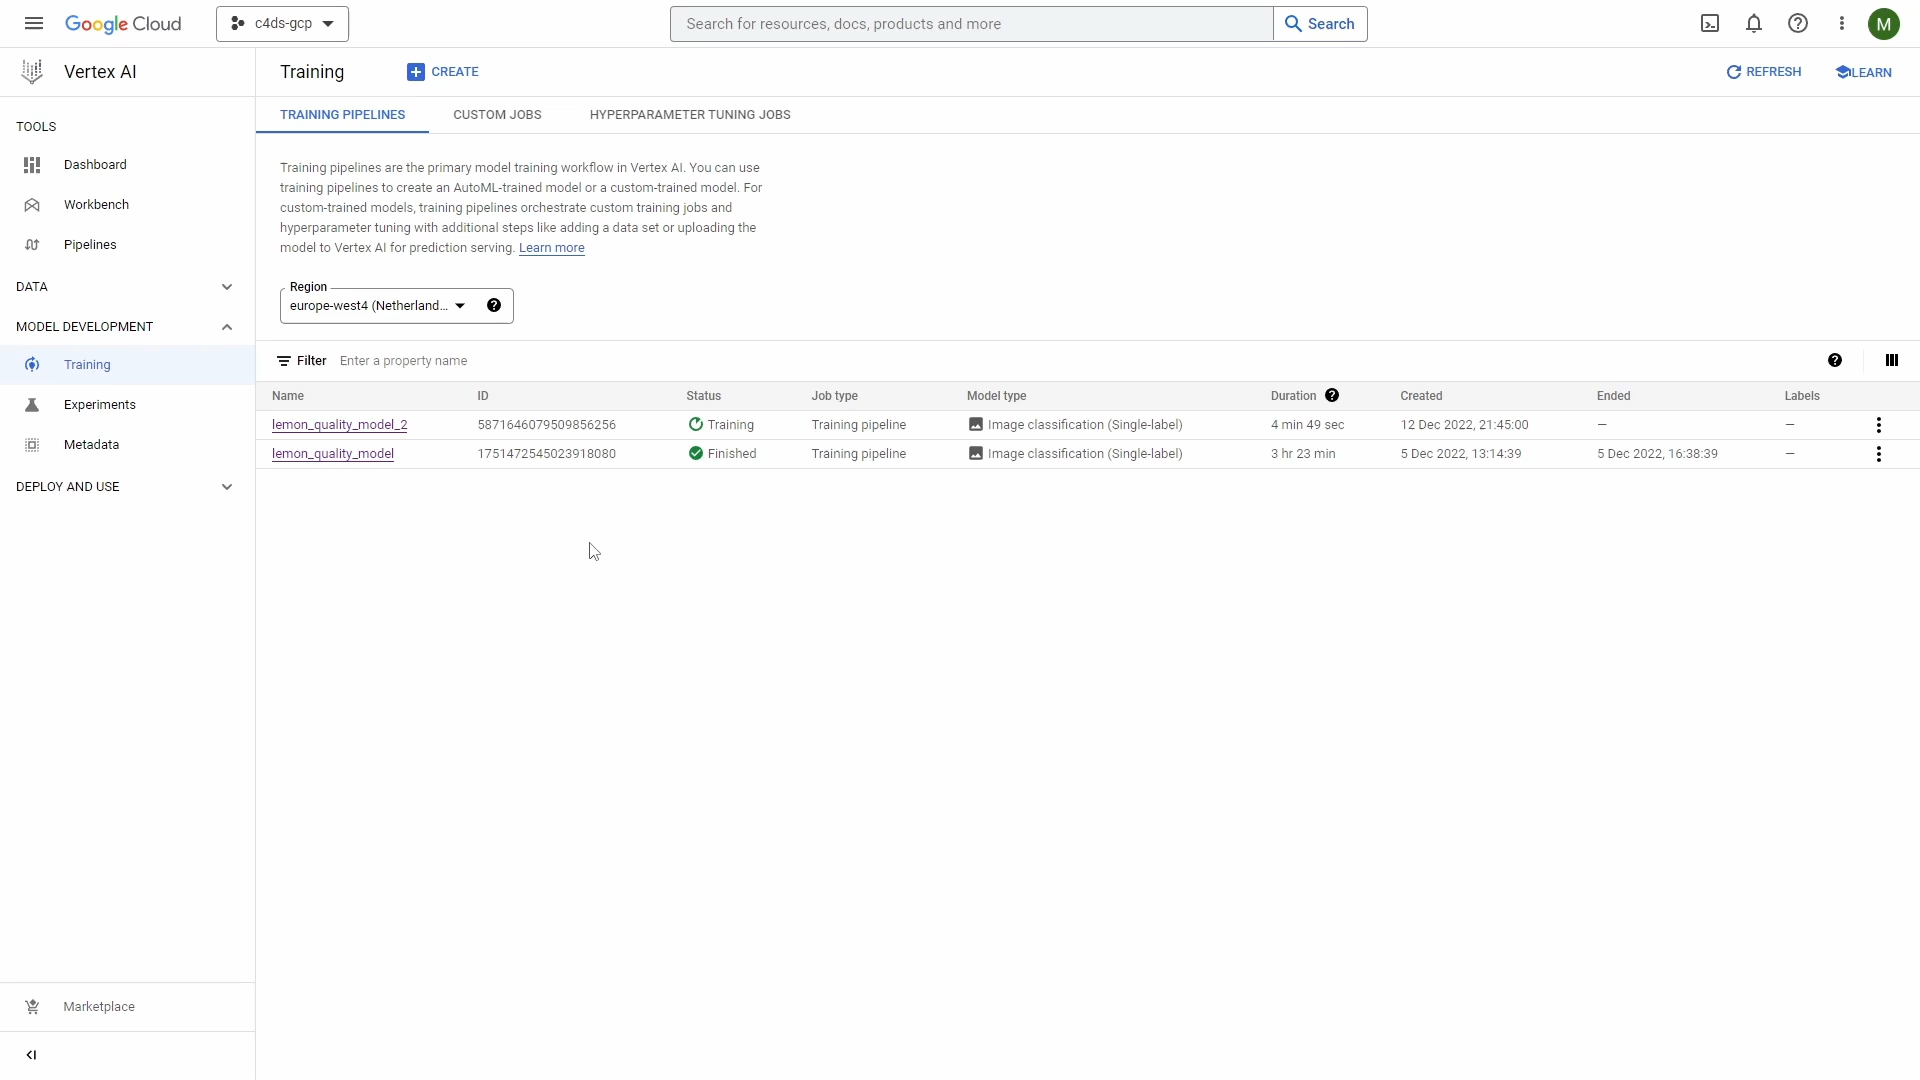 Google Cloud
c4ds-gcp
Search for resources, docs, products and more
Search
M
Vertex AI
Training
CREATE
REFRESH
LEARN
TOOLS
Dashboard
Workbench
Pipelines
DATA
MODEL DEVELOPMENT
Training
Experiments
Metadata
DEPLOY AND USE
Marketplace
TRAINING PIPELINES CUSTOM JOBS HYPERPARAMETER TUNING JOBS
Training pipelines are the primary model training workflow in Vertex AI. You can use
training pipelines to create an AutoML-trained model or a custom-trained model. For
custom-trained models, training pipelines orchestrate custom training jobs and
hyperparameter tuning with additional steps like adding a data set or uploading the
model to Vertex AI for prediction serving. Learn more
Region
europe-west4 (Netherland...
Filter Enter a property name
Name ID Status Job type Model type Duration Created Ended Labels
lemon_quality_model_2 5871646079509856256 Training Training pipeline Image classification (Single-label) 4 min 49 sec 12 Dec 2022, 21:45:00 — —
lemon_quality_model 1751472545023918080 Finished Training pipeline Image classification (Single-label) 3 hr 23 min 5 Dec 2022, 13:14:39 5 Dec 2022, 16:38:39 —